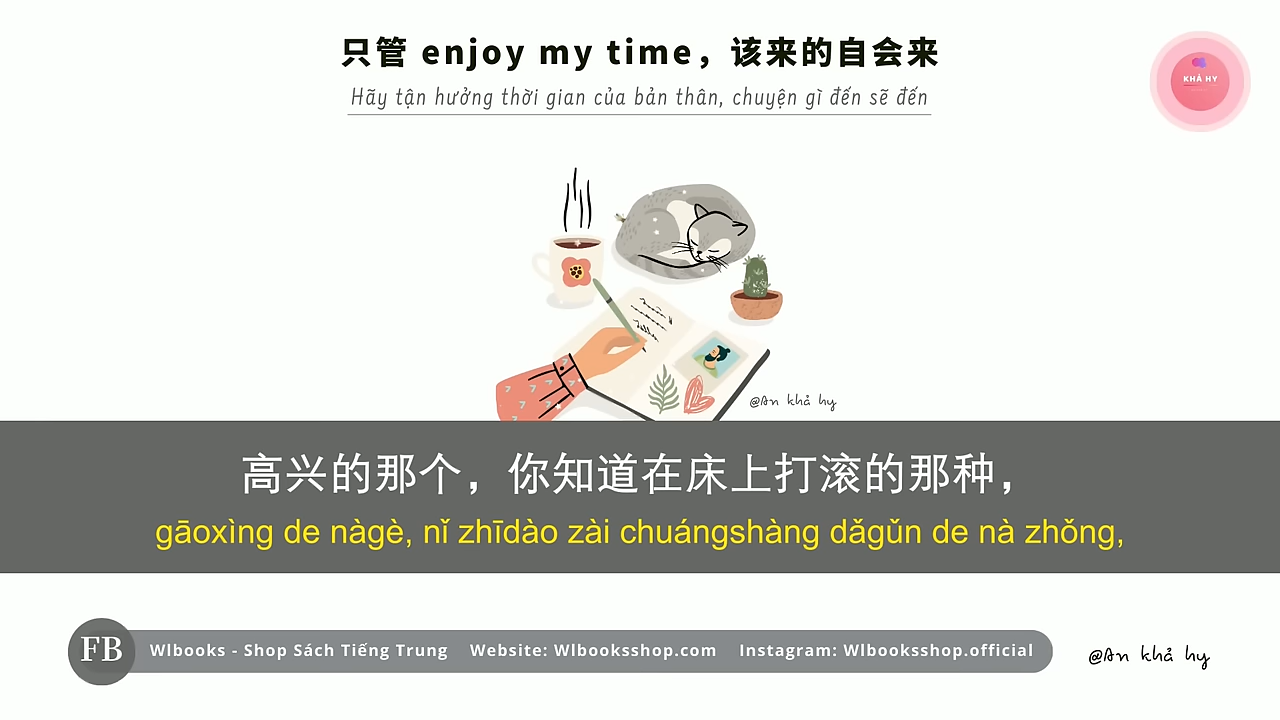 只管 enjoy my time，该来的自会来
Hãy tận hưởng thời gian của bản thân, chuyện gì đến sẽ đến
KHẢ HY
@An khả hy
高兴的那个，你知道在床上打滚的那种，
gāoxìng de nàgè, nǐ zhīdào zài chuángshàng dǎgǔn de nà zhǒng,
FB
Wlbooks - Shop Sách Tiếng Trung Website: Wlbooksshop.com Instagram: Wlbooksshop.official
@An khả hy